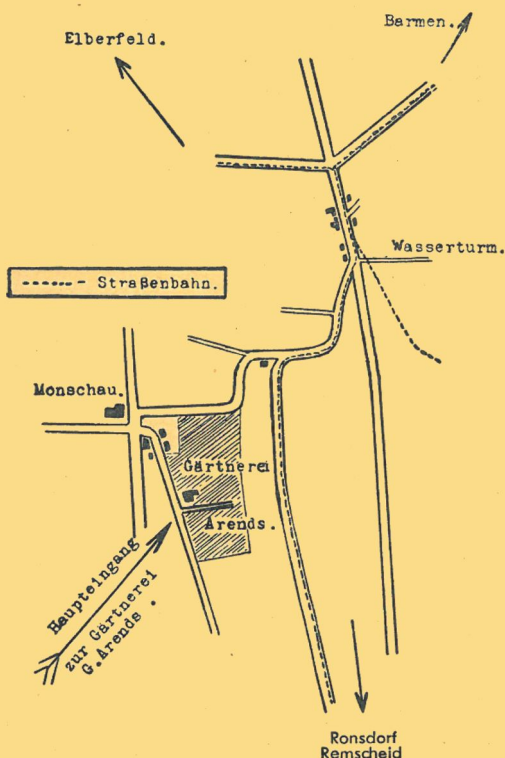 Barmen.
Elberfeld.
Wasserturm.
------- - Straßenbahn.
Monschau.
Gärtnerei
Arends.
Haupteingang
zur Gärtnerei
G.Arends .
Ronsdorf
Remscheid